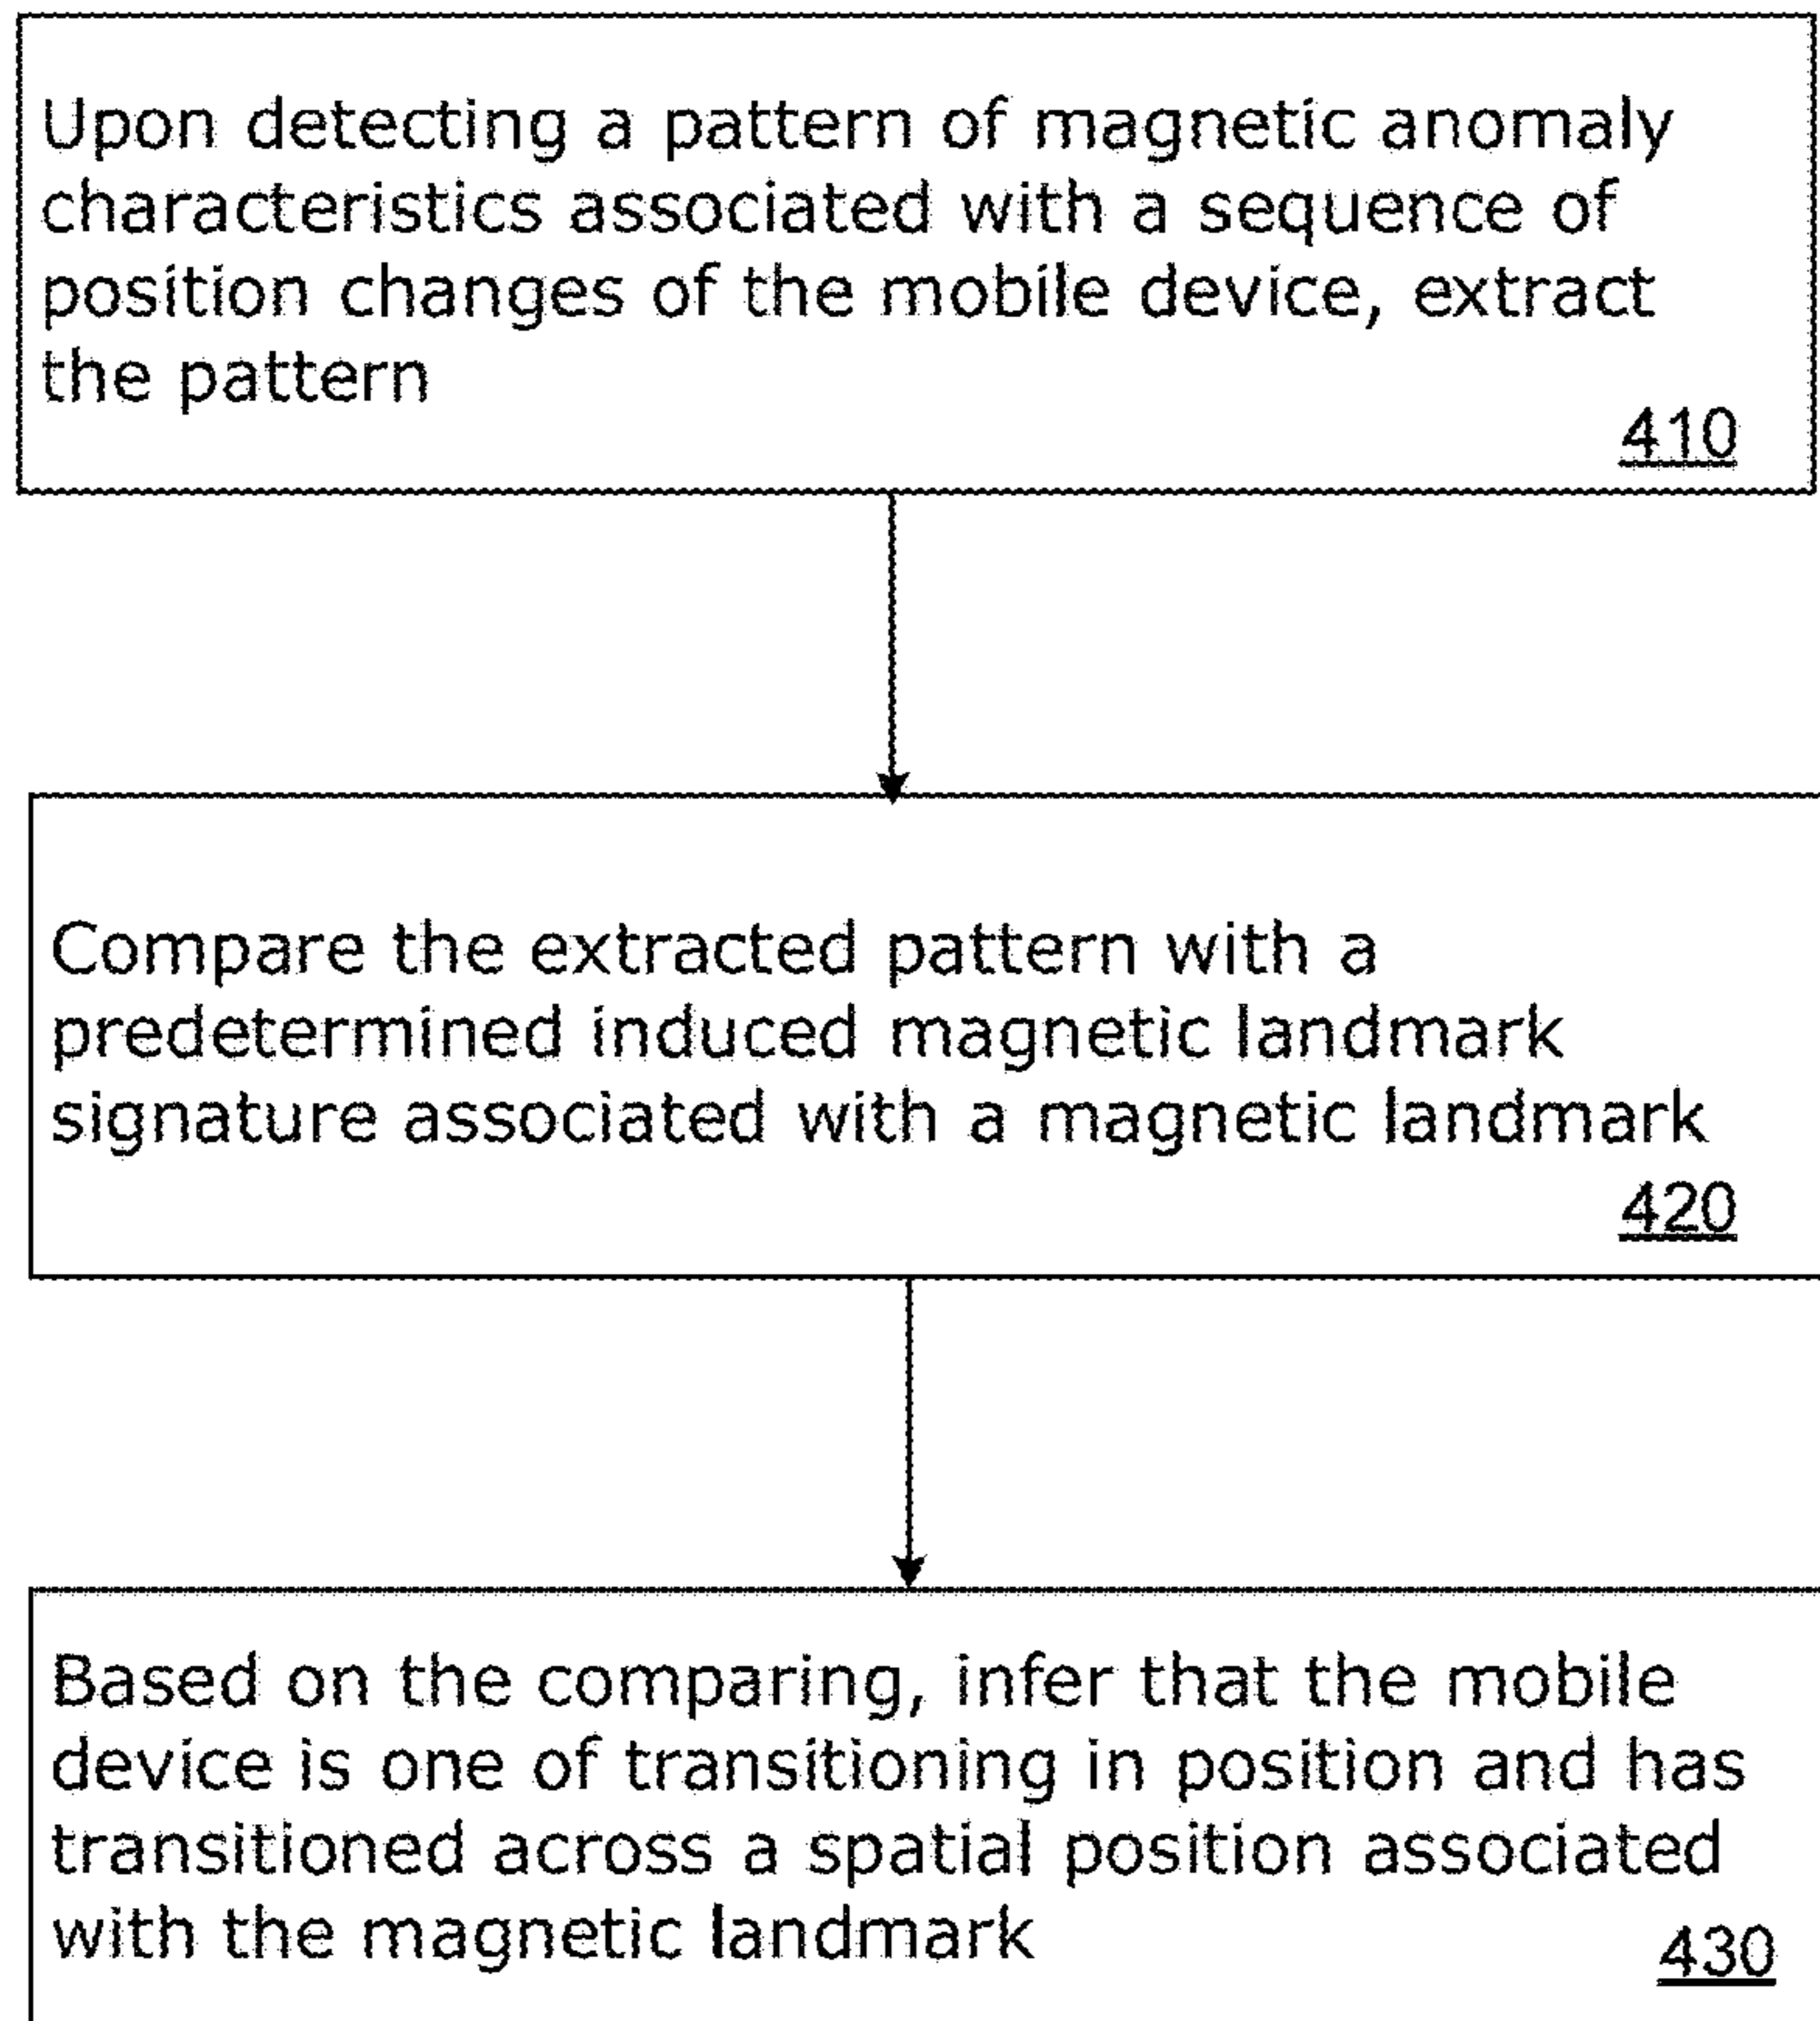 Upon detecting a pattern of magnetic anomaly
characteristics associated with a sequence of
position changes of the mobile device, extract
the pattern
410
Compare the extracted pattern with a
predetermined induced magnetic landmark
signature associated with a magnetic landmark
420
Based on the comparing, infer that the mobile
device is one of transitioning in position and has
transitioned across a spatial position associated
with the magnetic landmark
430